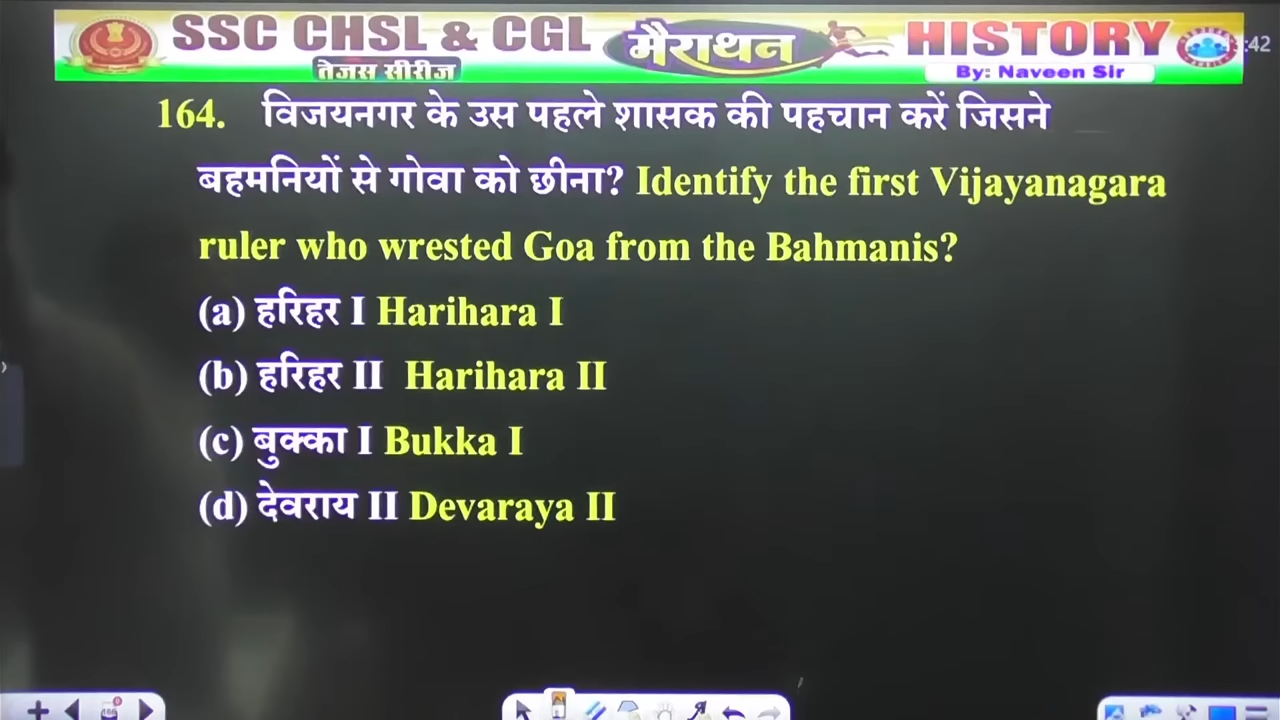 SSC CHSL & CGL मैराथन HISTORY
तेजस सीरीज
By: Naveen Sir
:42
164. विजयनगर के उस पहले शासक की पहचान करें जिसने
बहमनियों से गोवा को छीना? Identify the first Vijayanagara
ruler who wrested Goa from the Bahmanis?
(a) हरिहर I Harihara I
(b) हरिहर II Harihara II
(c) बुक्का I Bukka I
(d) देवराय II Devaraya II